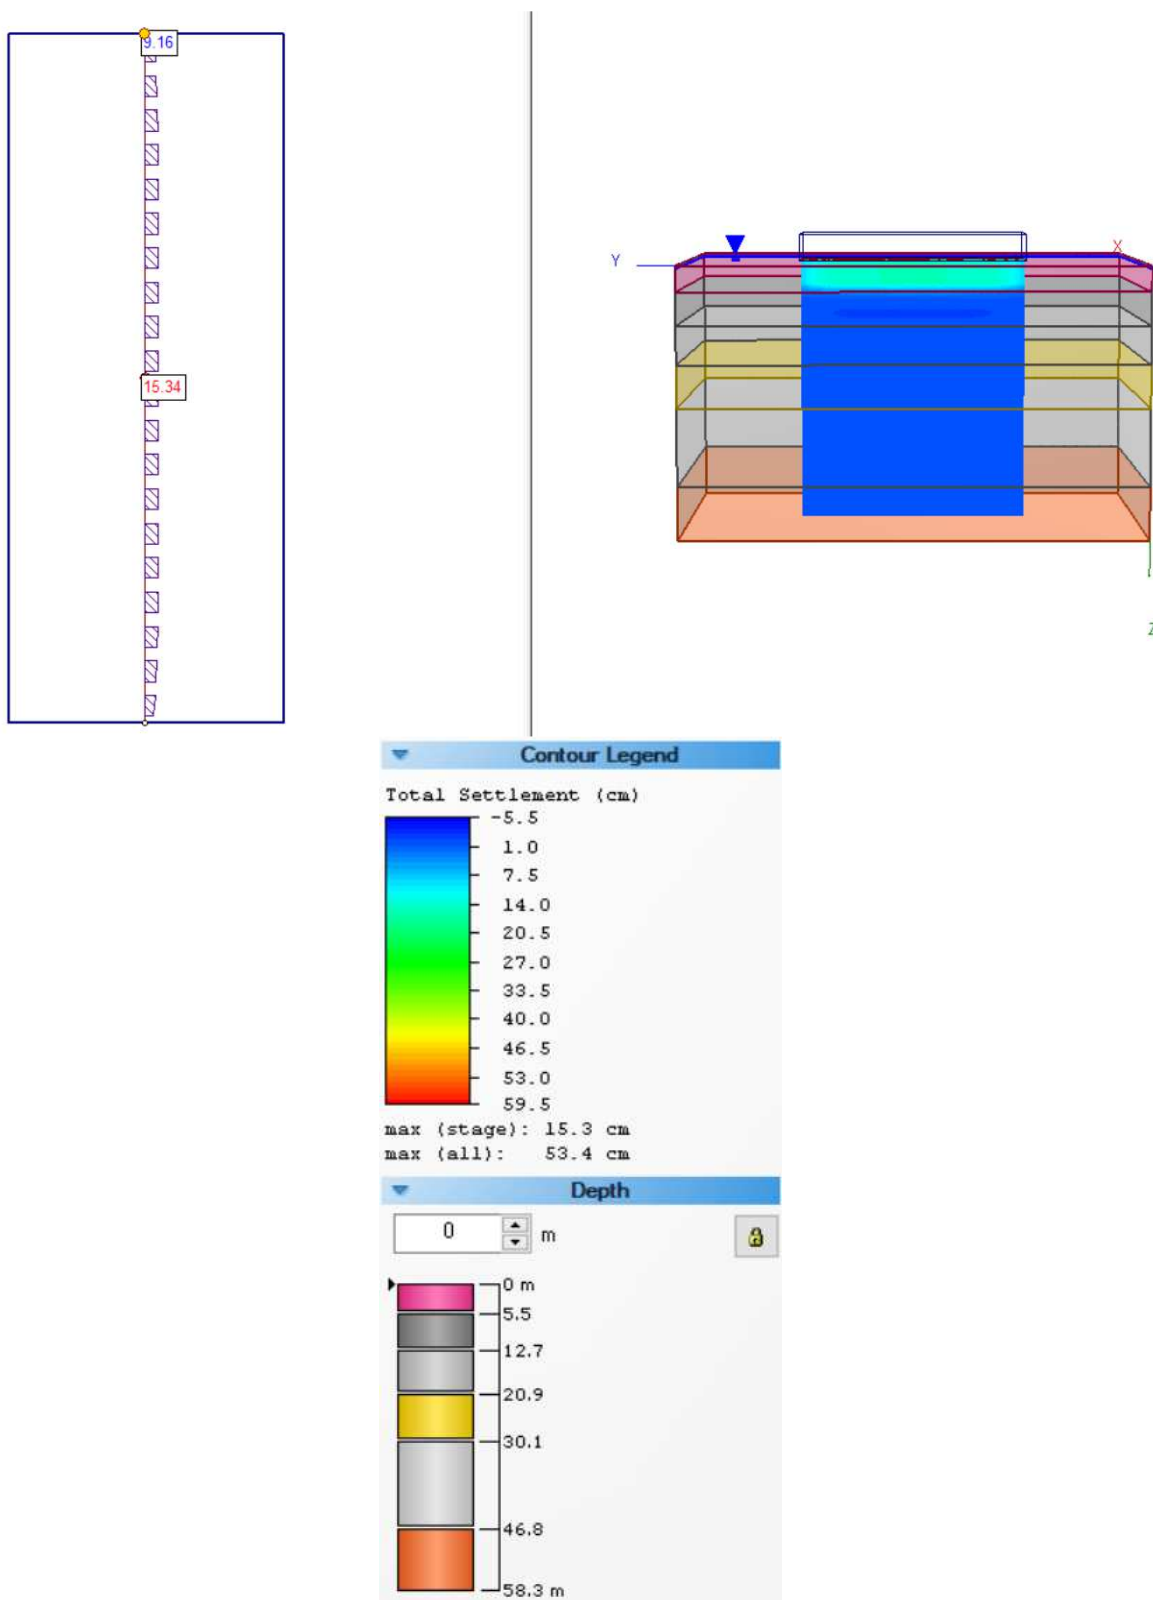 9.16
15.34
X
Y
Z
Contour Legend
Total Settlement (cm)
-5.5
1.0
7.5
14.0
20.5
27.0
33.5
40.0
46.5
53.0
59.5
max (stage): 15.3 cm
max (all): 53.4 cm
Depth
0 m
0 m
5.5
12.7
20.9
30.1
46.8
58.3 m